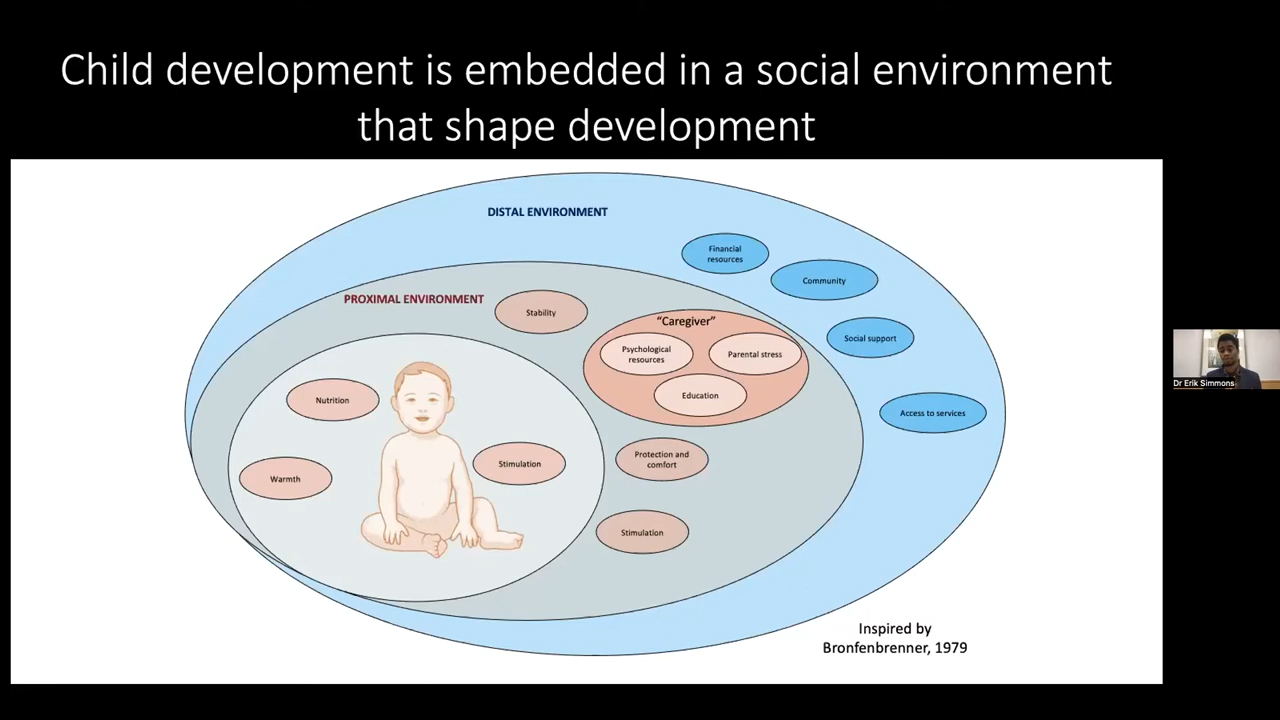 Child development is embedded in a social environment
that shape development
DISTAL ENVIRONMENT
Financial
resources
Community
Social support
Access to services
PROXIMAL ENVIRONMENT
Stability
“Caregiver”
Psychological
resources
Parental stress
Education
Protection and
comfort
Stimulation
Nutrition
Stimulation
Warmth
Inspired by
Bronfenbrenner, 1979
Dr Erik Simmons